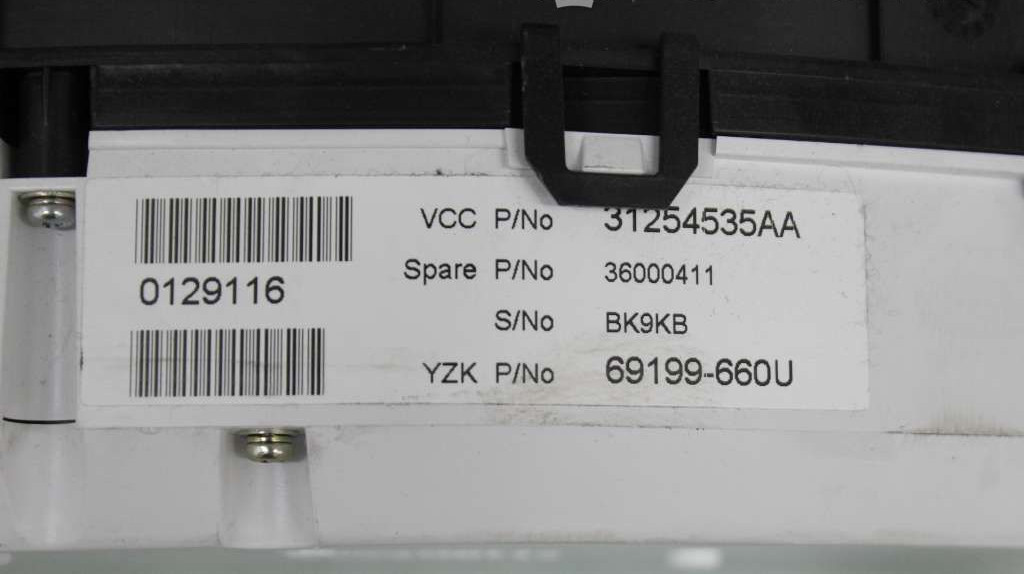 VCC P/No 31254535AA
Spare P/No 36000411
0129116
S/No BK9KB
YZK P/No 69199-660U